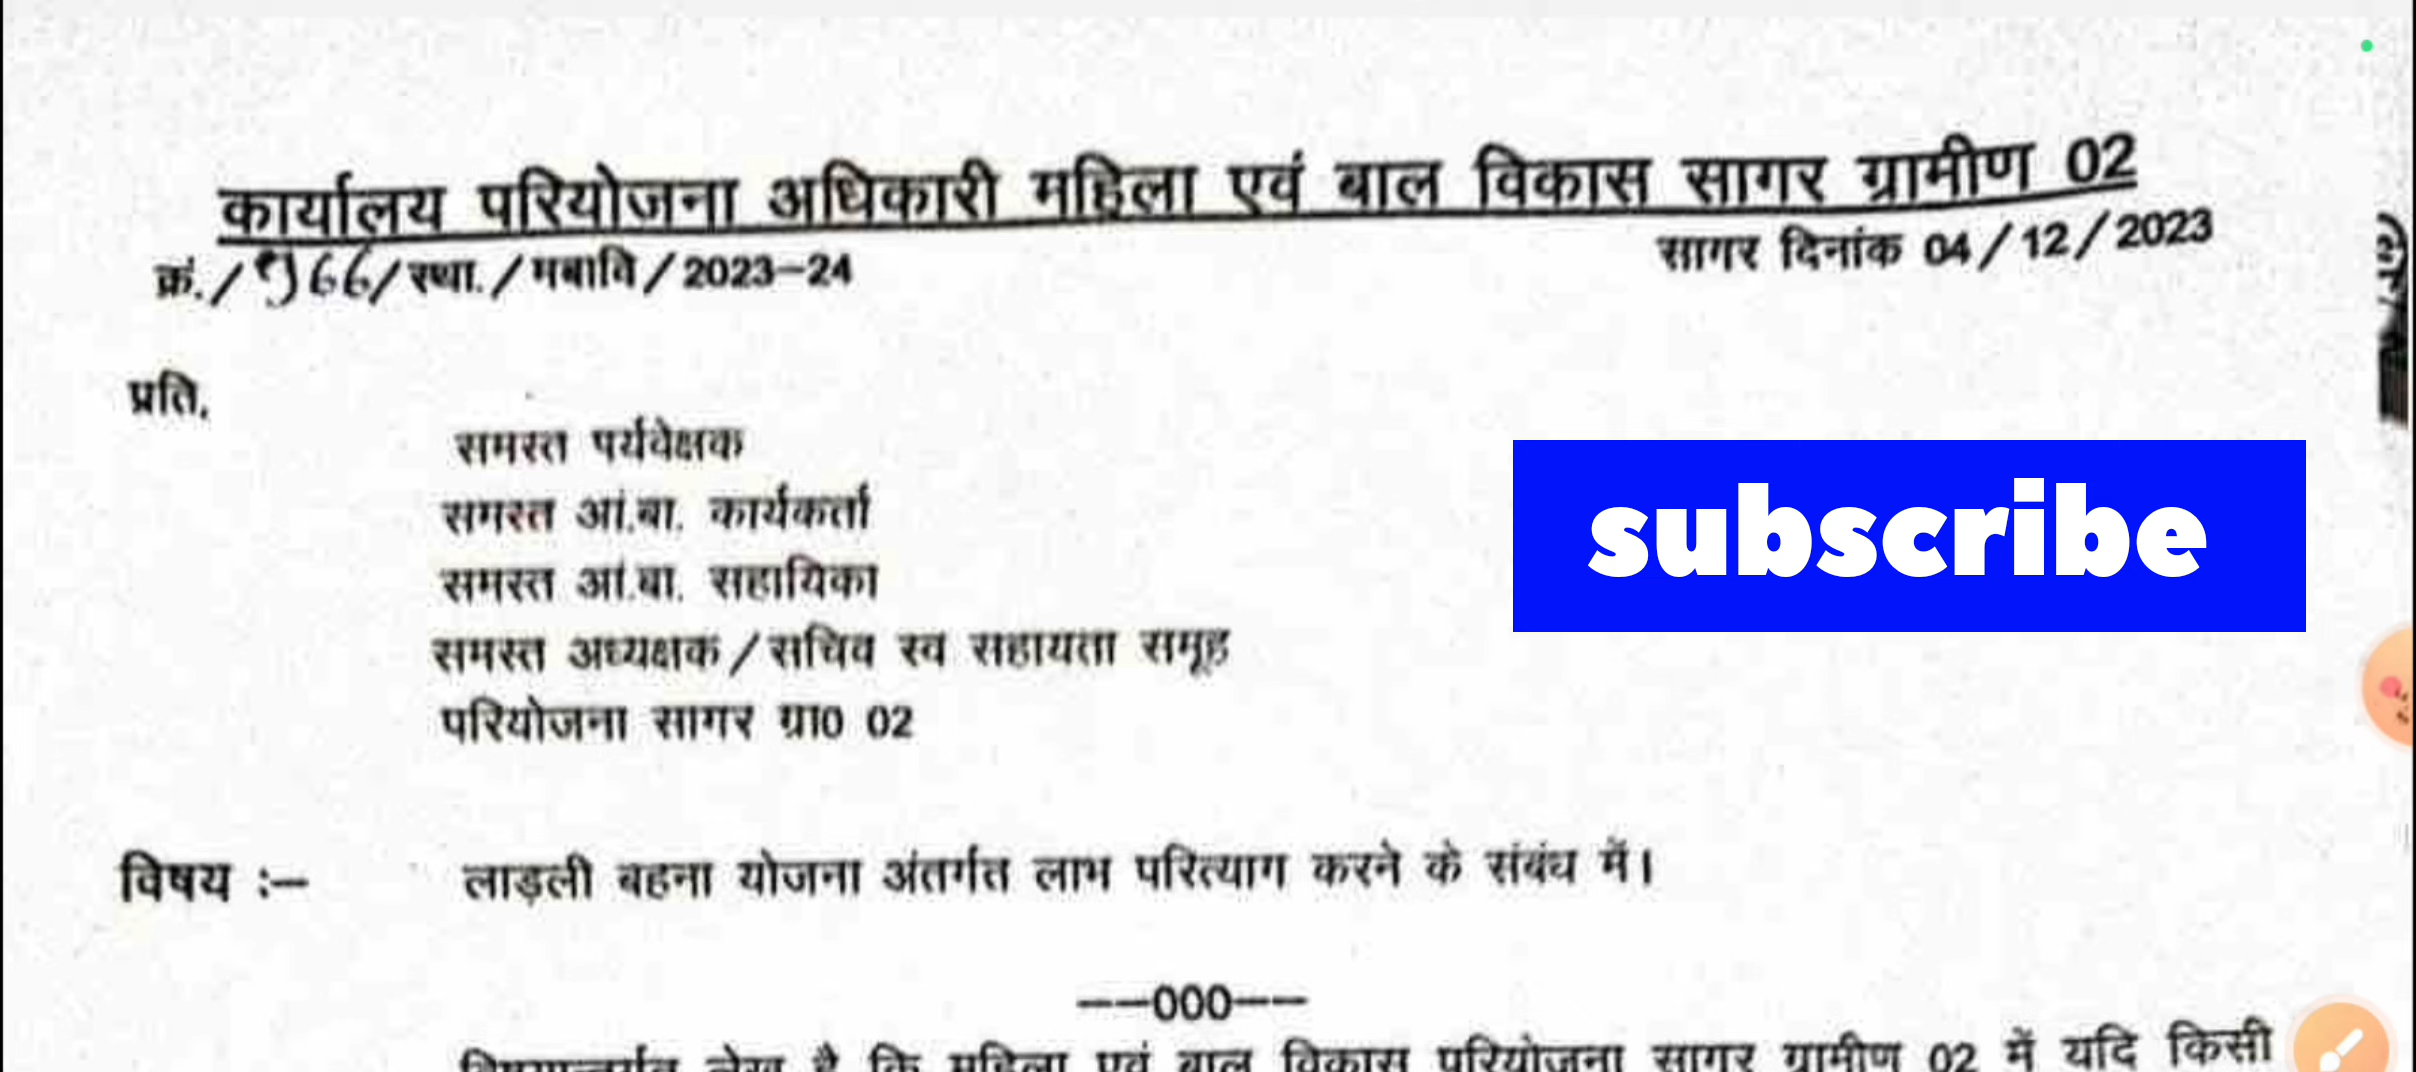 कार्यालय परियोजना अधिकारी महिला एवं बाल विकास सागर ग्रामीण 02
क्रं./966/स्था./मबावि/2023–24
सागर दिनांक 04/12/2023
प्रति,
समस्त पर्यवेक्षक
समस्त आं.बा. कार्यकर्ता
समस्त आं.बा. सहायिका
समस्त अध्यक्षक/सचिव स्व सहायता समूह
परियोजना सागर ग्रा0 02
subscribe
विषय :– लाड़ली बहना योजना अंतर्गत लाभ परित्याग करने के संबंध में।
——000——
लेख है कि महिला एवं बाल विकास परियोजना सागर ग्रामीण 02 में यदि किसी